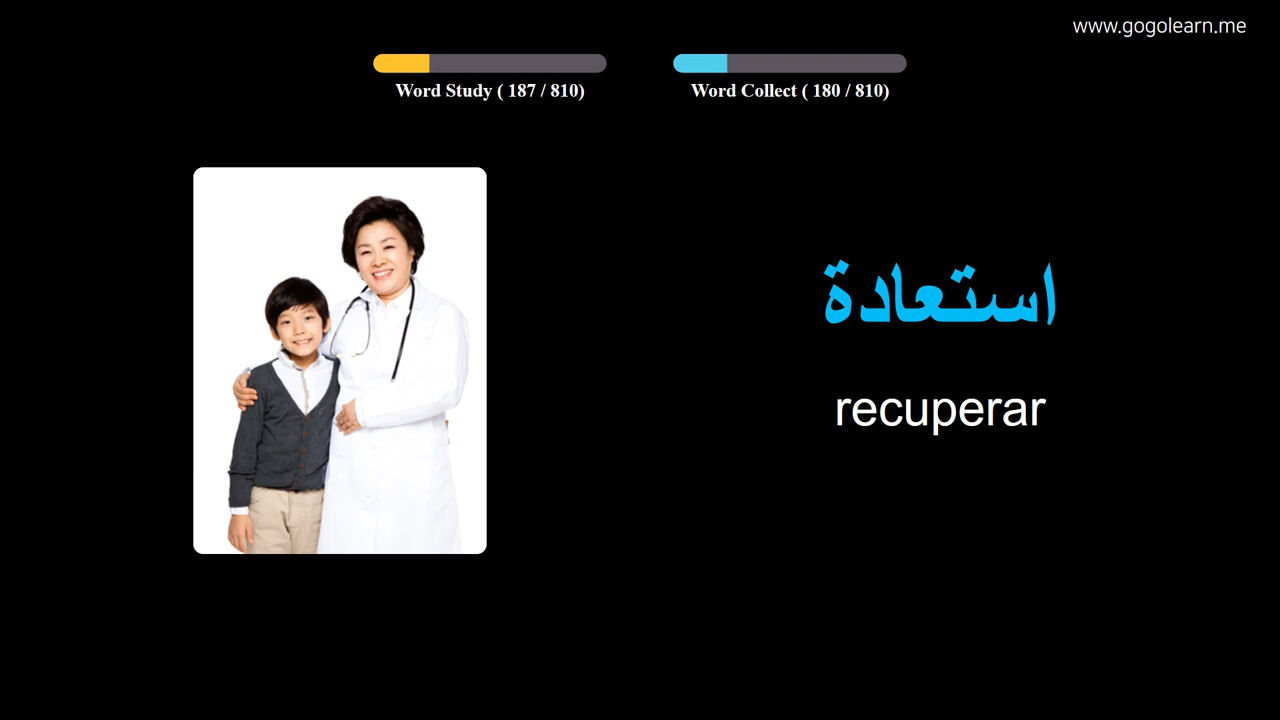 www.gogolearn.me
Word Study ( 187 / 810)
Word Collect ( 180 / 810)
استعادة
recuperar